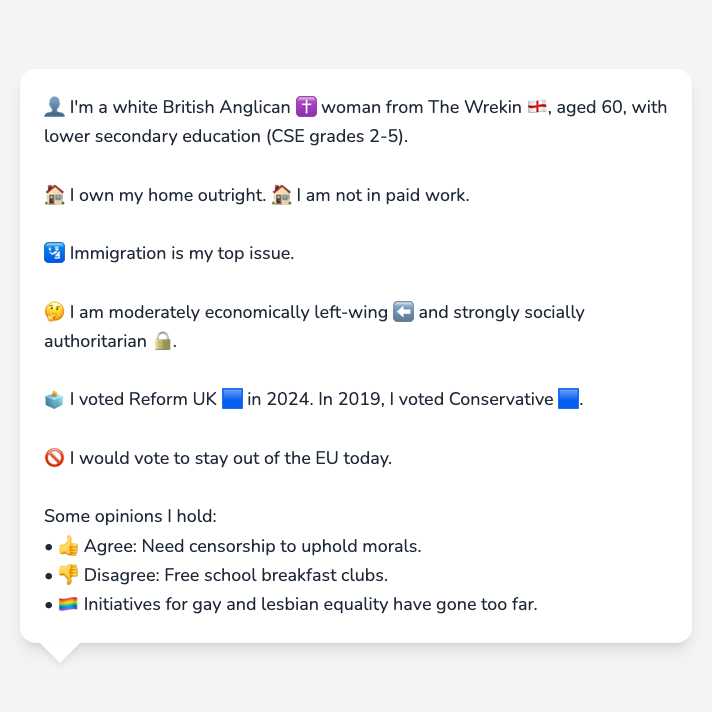 👤 I'm a white British Anglican ✝️ woman from The Wrekin 🏴󠁧󠁢󠁥󠁮󠁧󠁿, aged 60, with
lower secondary education (CSE grades 2-5).
🏠 I own my home outright. 🏠 I am not in paid work.
🛂 Immigration is my top issue.
🤔 I am moderately economically left-wing ⬅️ and strongly socially
authoritarian 🔒.
🗳️ I voted Reform UK 🟦 in 2024. In 2019, I voted Conservative 🟦.
🚫 I would vote to stay out of the EU today.
Some opinions I hold:
• 👍 Agree: Need censorship to uphold morals.
• 👎 Disagree: Free school breakfast clubs.
• 🏳️‍🌈 Initiatives for gay and lesbian equality have gone too far.